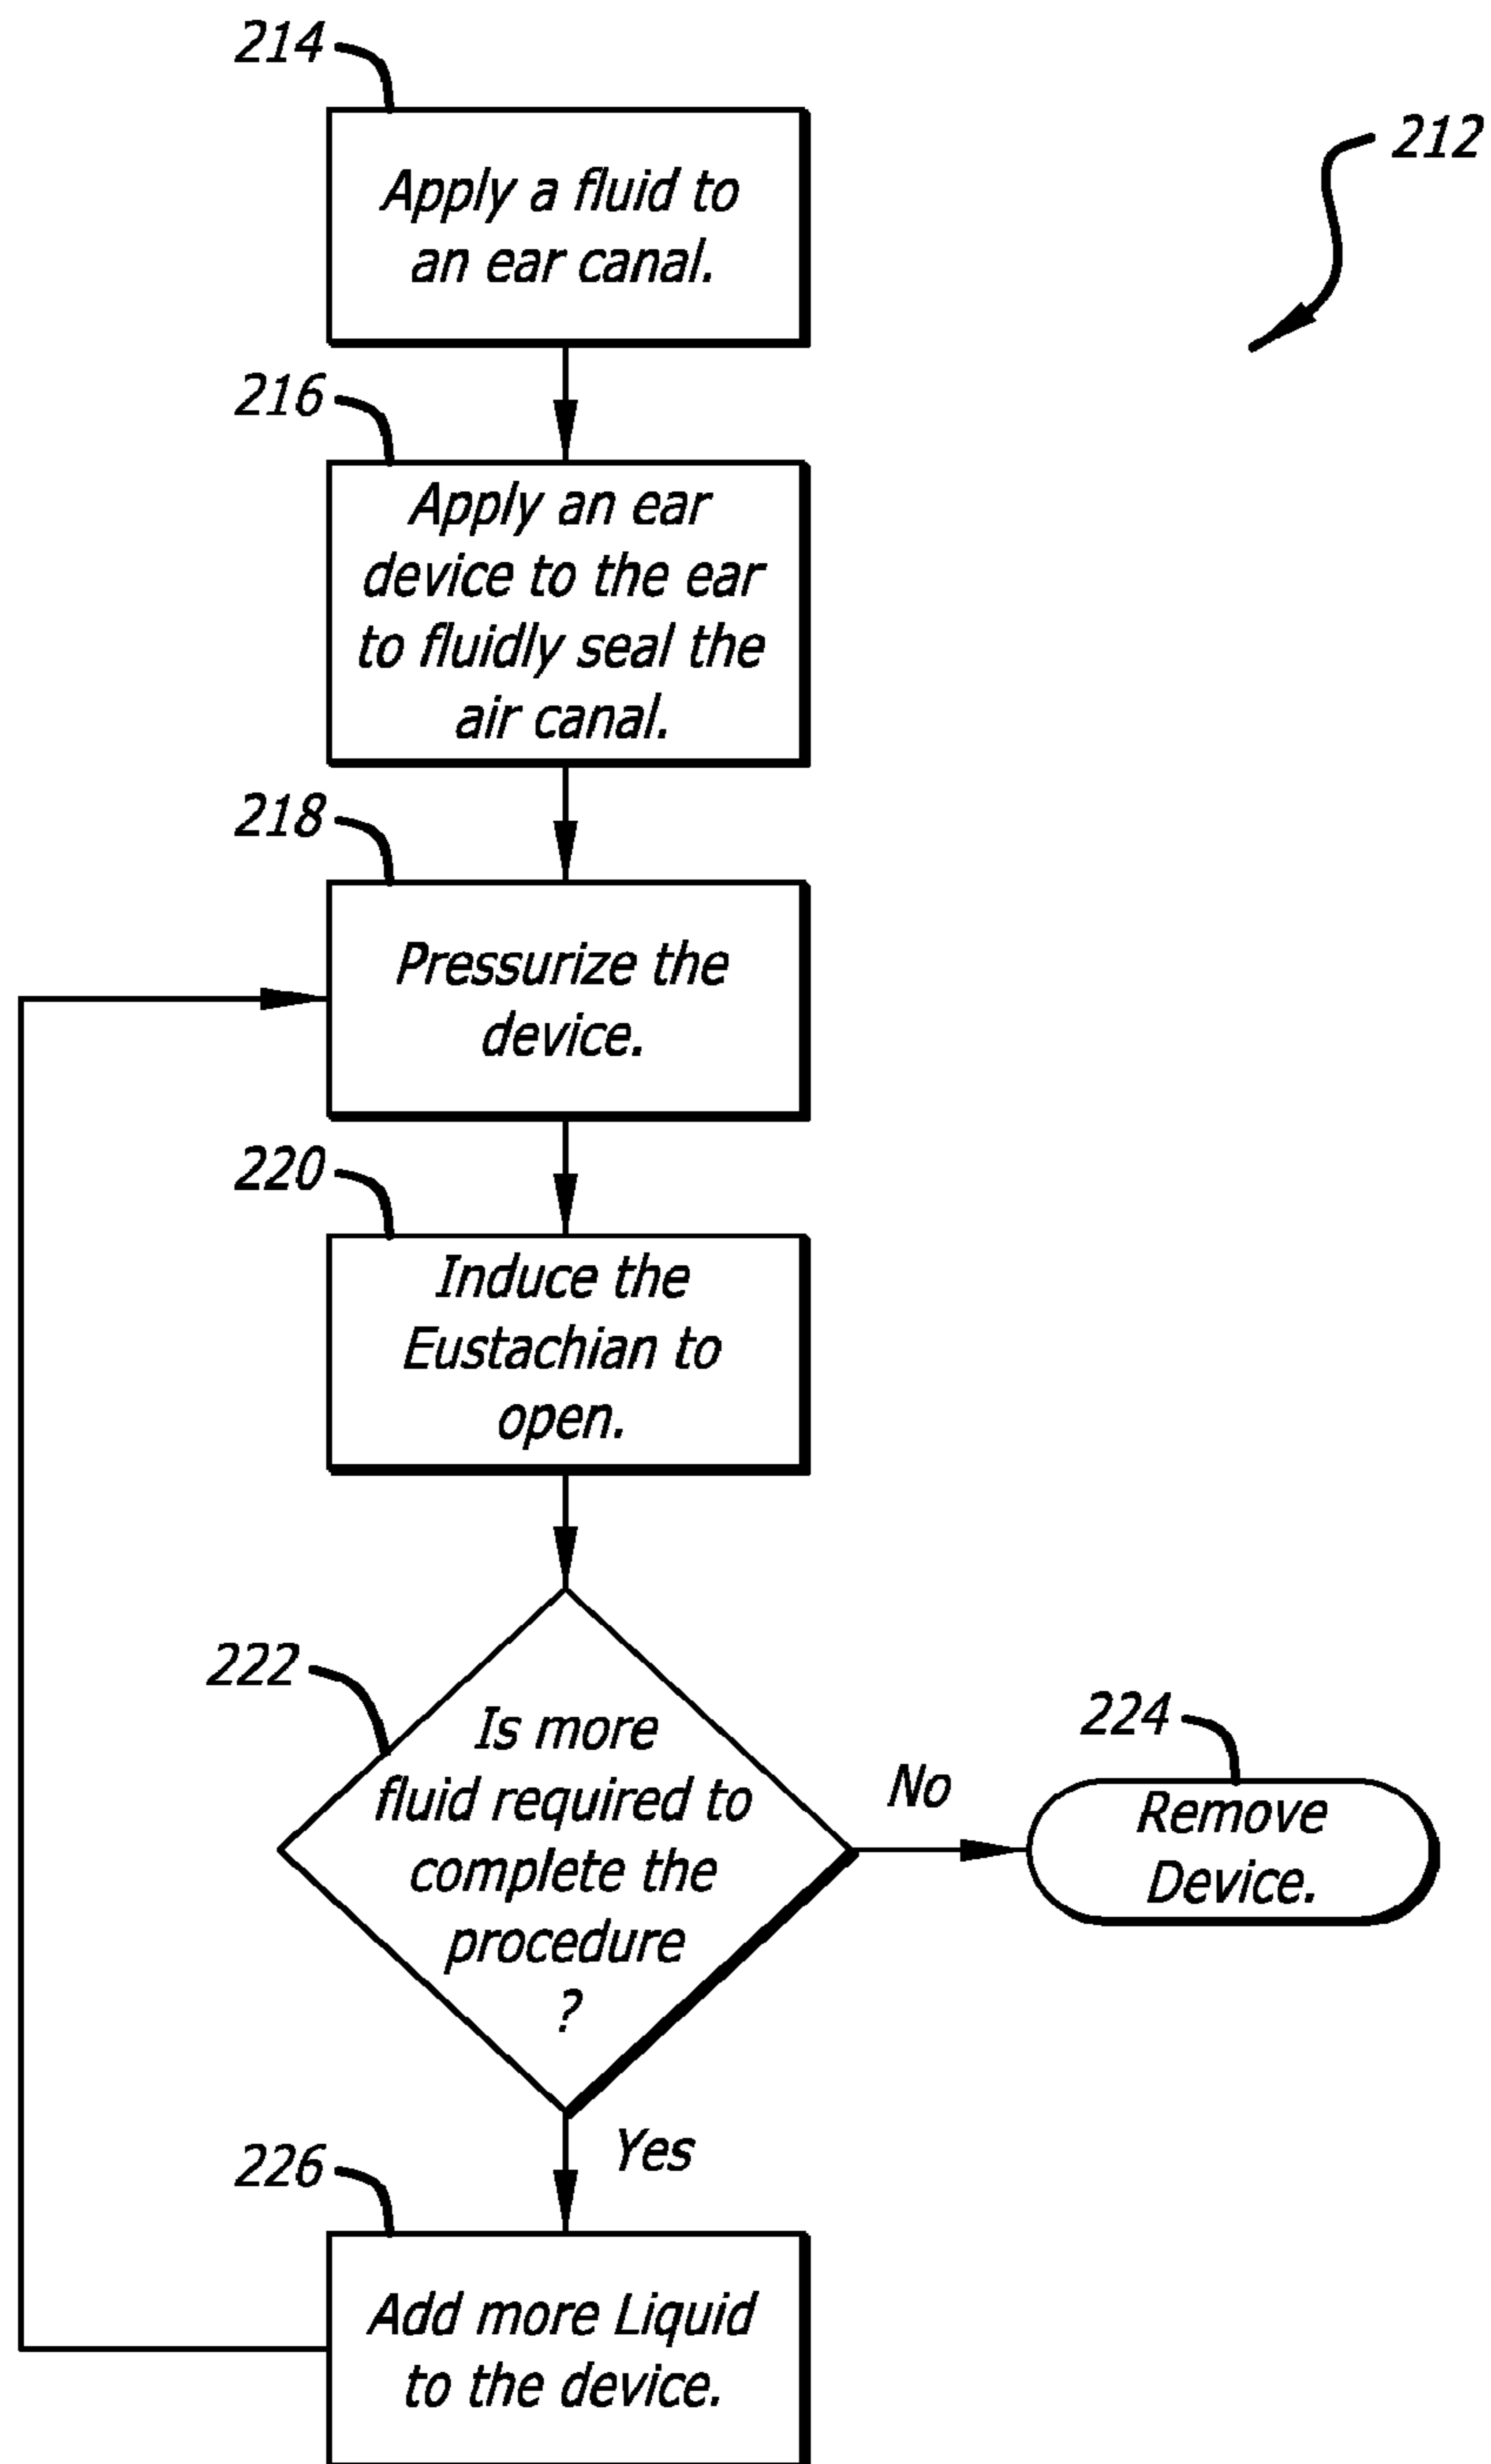 214
212
Apply a fluid to
an ear canal.
216
Apply an ear
device to the ear
to fluidly seal the
air canal.
218
Pressurize the
device.
220
Induce the
Eustachian to
open.
222
Is more
fluid required to
complete the
procedure
?
No
224
Remove
Device.
Yes
226
Add more Liquid
to the device.